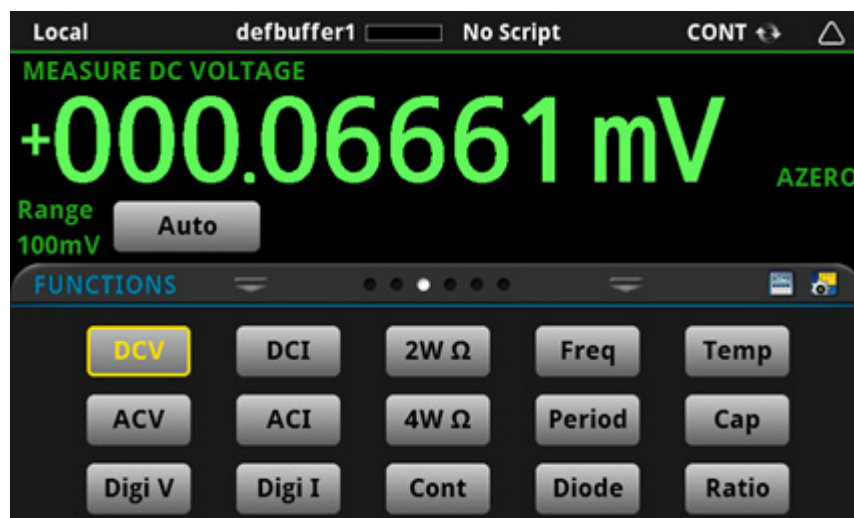 Local defbuffer1 No Script CONT
MEASURE DC VOLTAGE
+000.06661 mV
AZERO
Range
100mV
Auto
FUNCTIONS
DCV DCI 2W Ω Freq Temp
ACV ACI 4W Ω Period Cap
Digi V Digi I Cont Diode Ratio